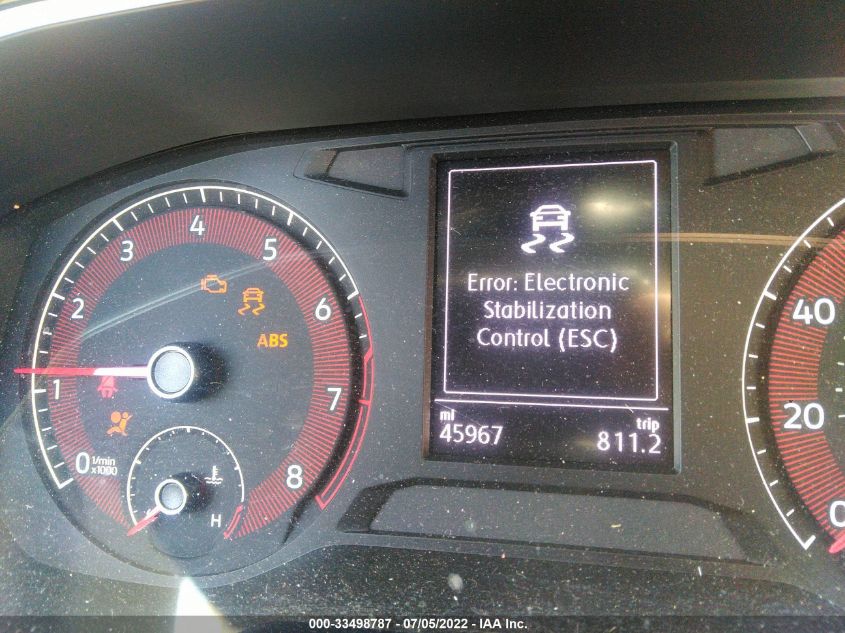 4
3
5
2
6
ABS
1
7
0
1/min
x1000
8
H
Error: Electronic
Stabilization
Control (ESC)
mi
45967
trip
811.2
40
20
0
000-33498787 - 07/05/2022 - IAA Inc.